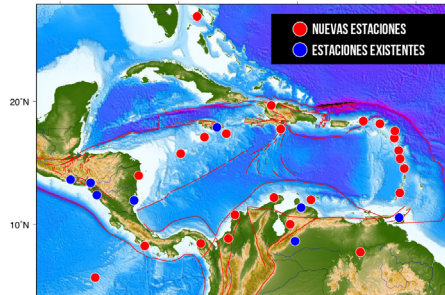 NUEVAS ESTACIONES
ESTACIONES EXISTENTES
20°N
10°N